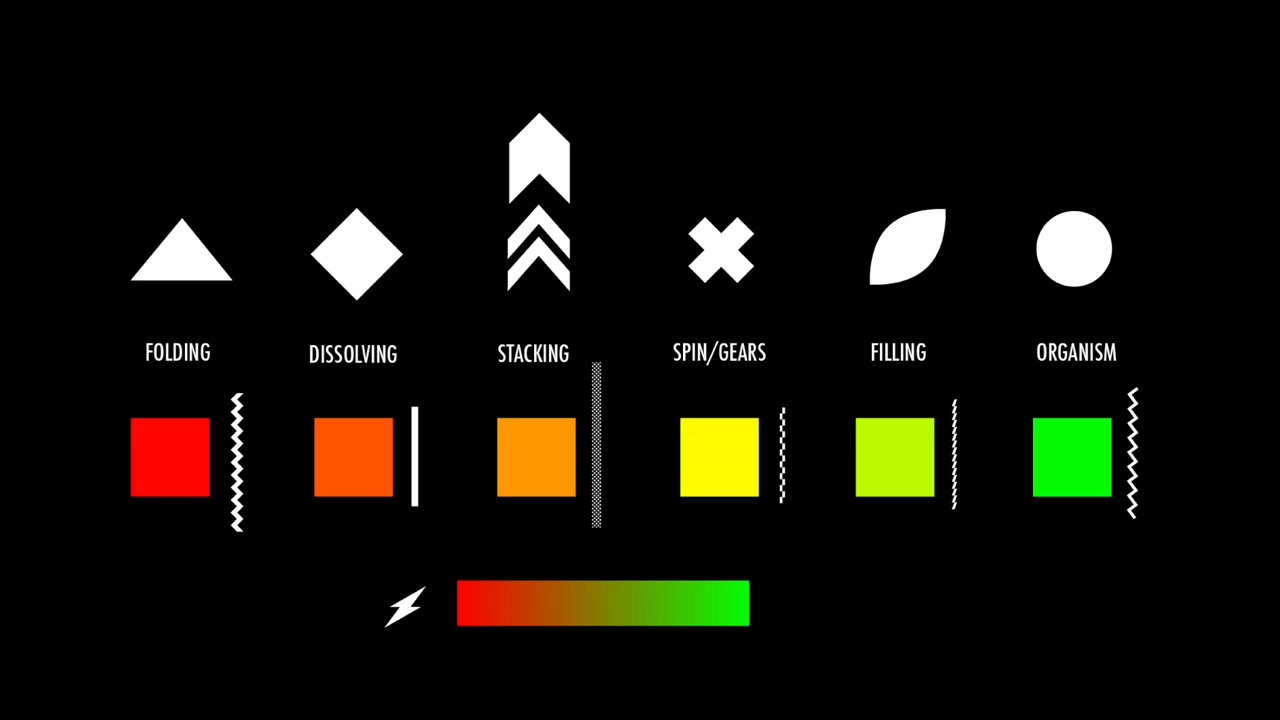 FOLDING
DISSOLVING
STACKING
SPIN/GEARS
FILLING
ORGANISM